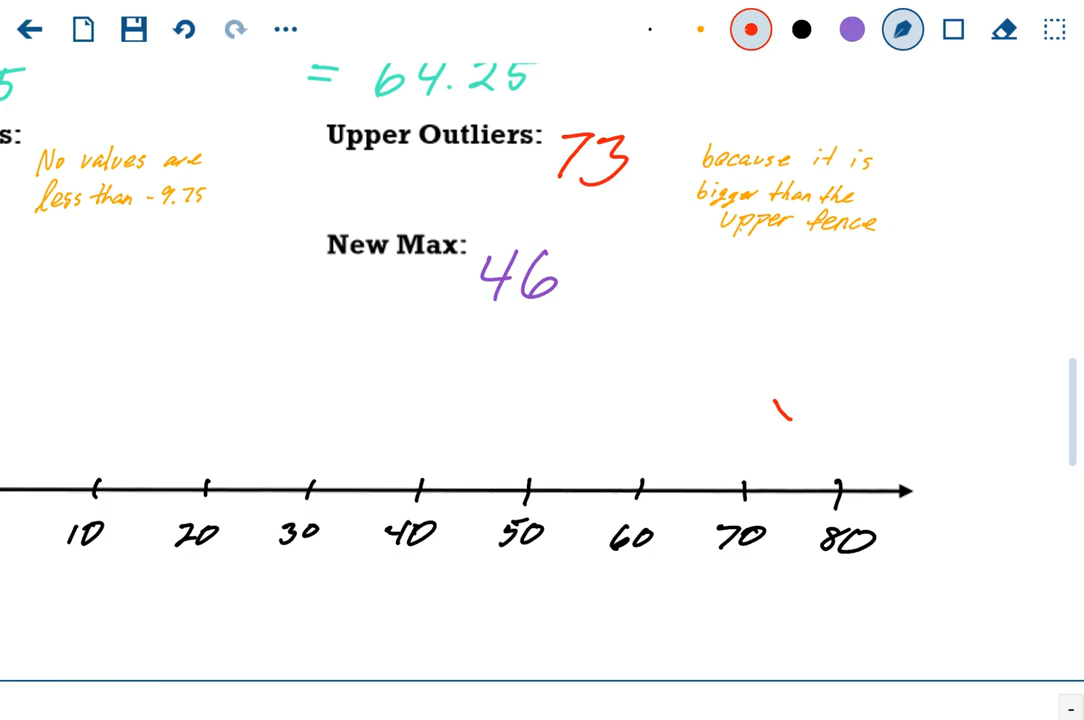 5
= 64.25
s:
Upper Outliers: 73
No values are
less than -9.75
because it is
bigger than the
upper fence
New Max: 46
10 20 30 40 50 60 70 80